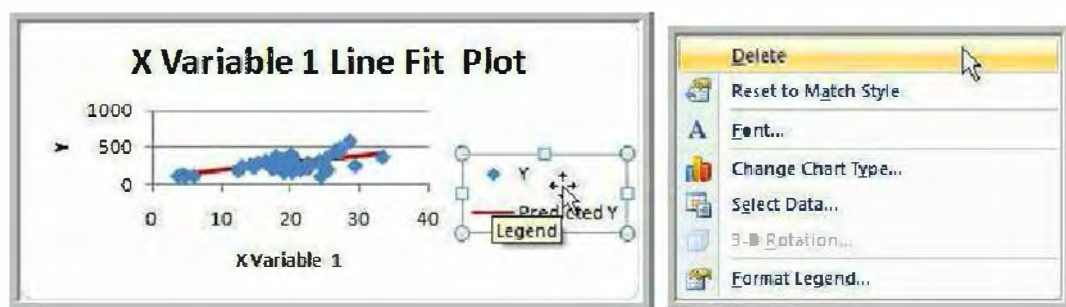 X Variable 1 Line Fit Plot
1000
500
0
Y
0 10 20 30 40
X Variable 1
Y
Predicted Y
Legend
Delete
Reset to Match Style
Font...
Change Chart Type...
Select Data...
3-D Rotation...
Format Legend...